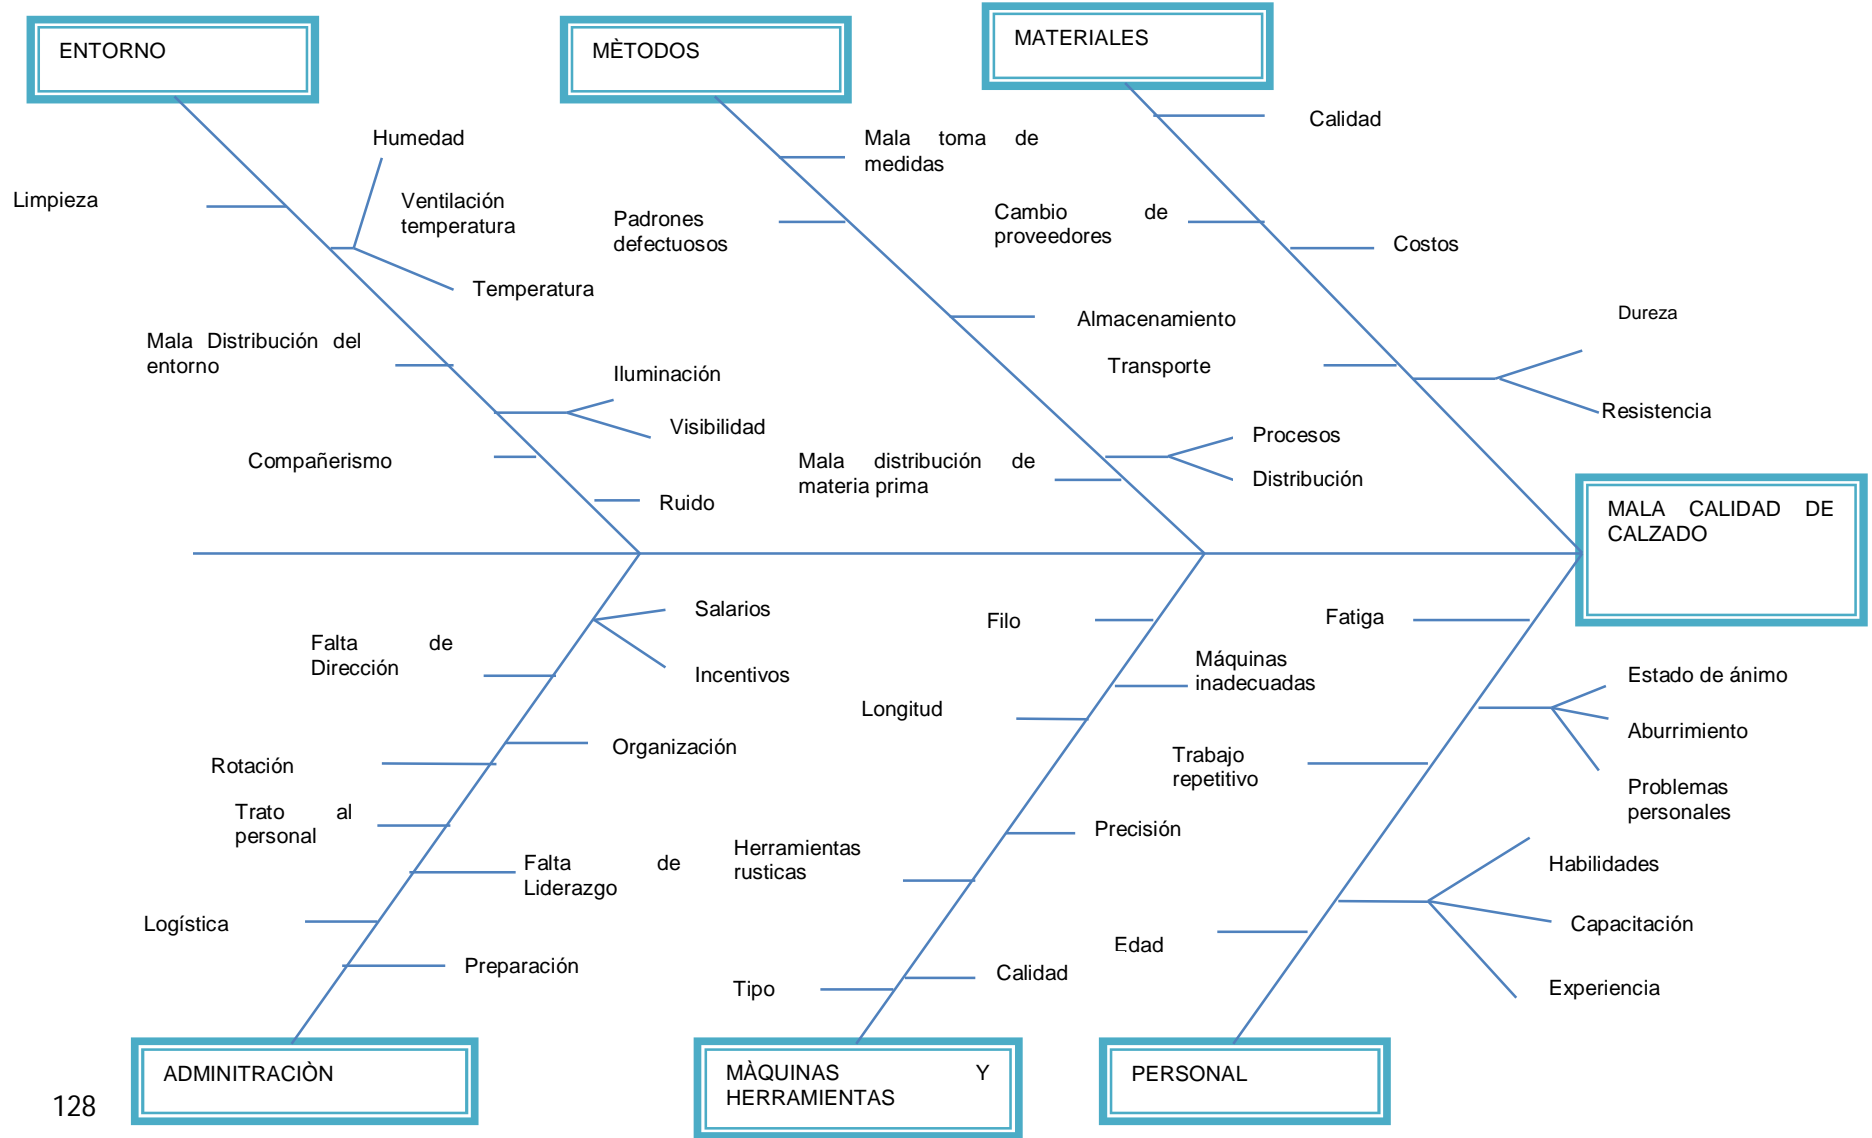 ENTORNO
MÈTODOS
MATERIALES
Calidad
Humedad
Mala toma de
medidas
Limpieza
Ventilación
temperatura
Padrones
defectuosos
Cambio de
proveedores
Costos
Temperatura
Dureza
Almacenamiento
Mala Distribución del
entorno
Iluminación
Transporte
Resistencia
Visibilidad
Procesos
Compañerismo
Mala distribución de
materia prima
Distribución
Ruido
MALA CALIDAD DE
CALZADO
Salarios
Filo
Fatiga
Falta de
Dirección
Incentivos
Máquinas
inadecuadas
Estado de ánimo
Longitud
Aburrimiento
Organización
Rotación
Trabajo
repetitivo
Problemas
personales
Trato al
personal
Precisión
Falta de
Liderazgo
Herramientas
rusticas
Habilidades
Logística
Capacitación
Edad
Preparación
Tipo
Calidad
Experiencia
ADMINITRACIÒN
MÀQUINAS Y
HERRAMIENTAS
PERSONAL
128